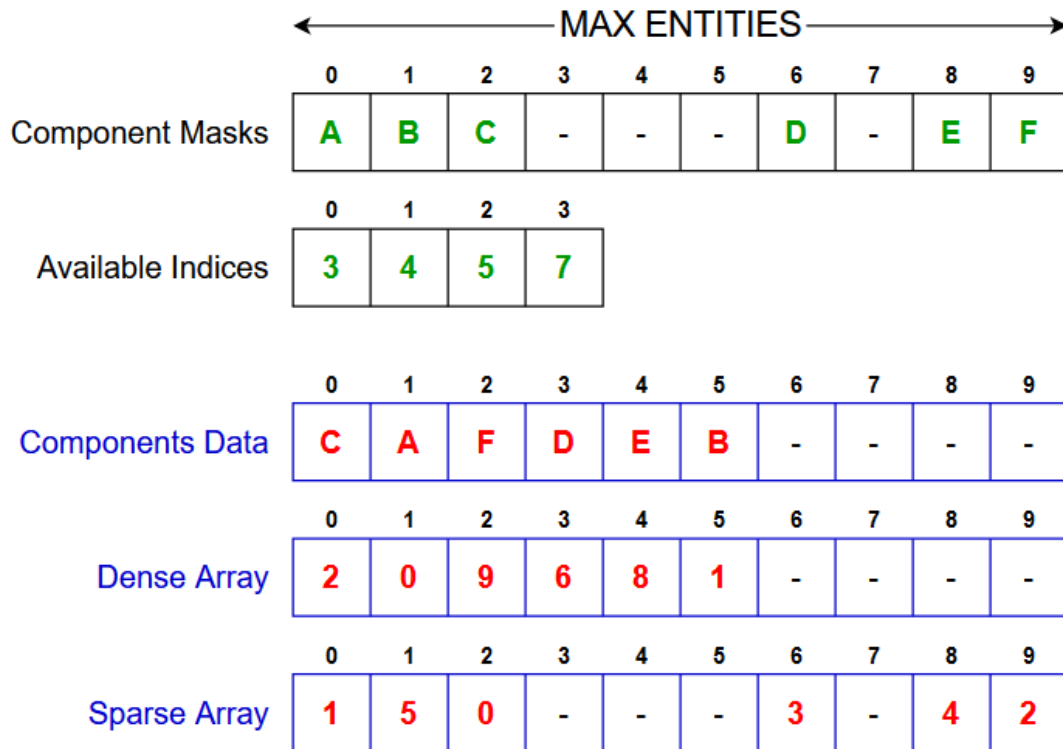 MAX ENTITIES
0 1 2 3 4 5 6 7 8 9
Component Masks A B C - - - D - E F
0 1 2 3
Available Indices 3 4 5 7
0 1 2 3 4 5 6 7 8 9
Components Data C A F D E B - - - -
0 1 2 3 4 5 6 7 8 9
Dense Array 2 0 9 6 8 1 - - - -
0 1 2 3 4 5 6 7 8 9
Sparse Array 1 5 0 - - - 3 - 4 2